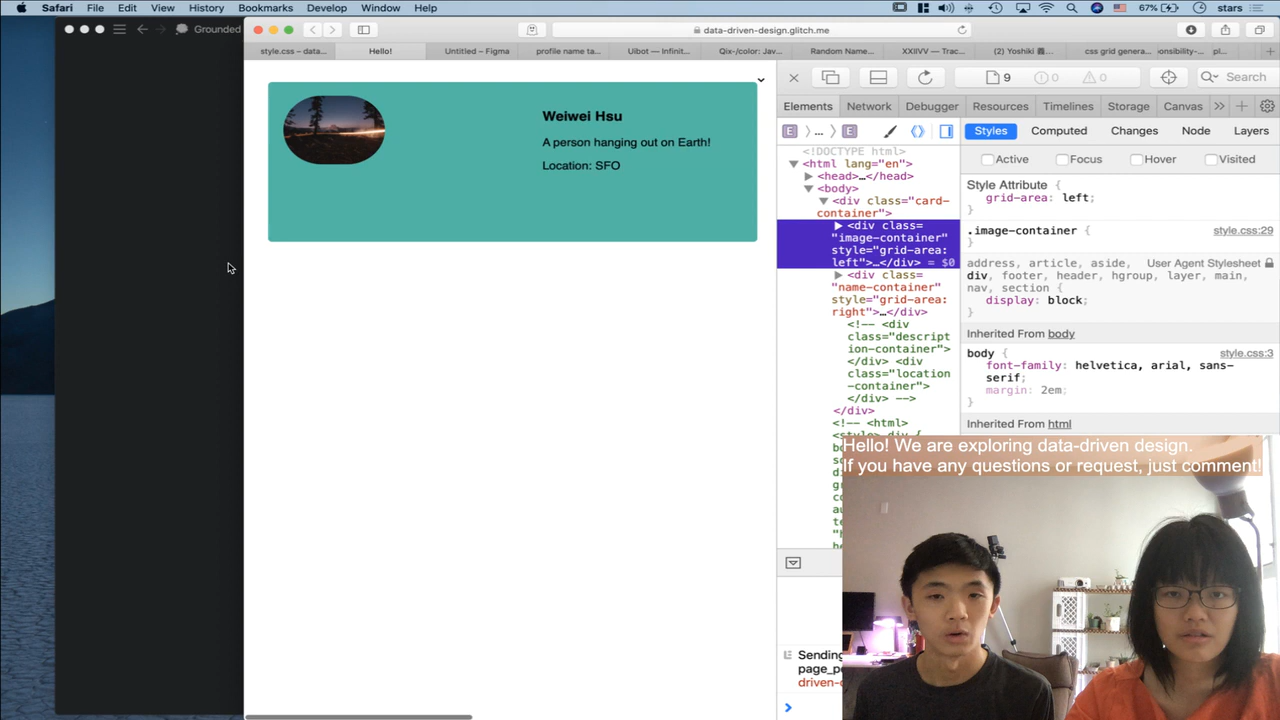 Safari File Edit View History Bookmarks Develop Window Help 67% stars
Grounded
data-driven-design.glitch.me
style.css – data... Hello! Untitled – Figma profile name ta... Uibot — Infinit... Qix-/color: Jav... Random Name... XXIIVV — Trac... css grid genera... onsibility-... pl...
9 0 0 Search
Elements Network Debugger Resources Timelines Storage Canvas
E ... E
Styles Computed Changes Node Layers
Active Focus Hover Visited
Weiwei Hsu
A person hanging out on Earth!
Location: SFO
<!DOCTYPE html>
<html lang="en">
<head>…</head>
<body>
<div class="card-
container">
<div class=
"image-container"
style="grid-area:
left">…</div> = $0
<div class=
"name-container"
style="grid-area:
right">…</div>
<!-- <div
class="descript
ion-container">
</div> <div
class="location
-container">
</div> -->
</div>
<!-- <html>
Style Attribute {
grid-area: left;
}
.image-container { style.css:29
}
address, article, aside, User Agent Stylesheet
div, footer, header, hgroup, layer, main,
nav, section {
display: block;
}
Inherited From body
body { style.css:3
font-family: helvetica, arial, sans-
serif;
margin: 2em;
}
Inherited From html
Hello! We are exploring data-driven design.
If you have any questions or request, just comment!
E Sending
page_p
driven-